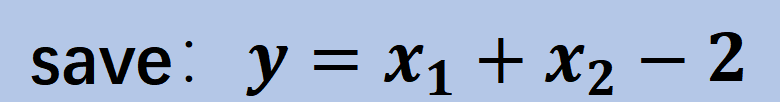 save： y = x₁ + x₂ − 2